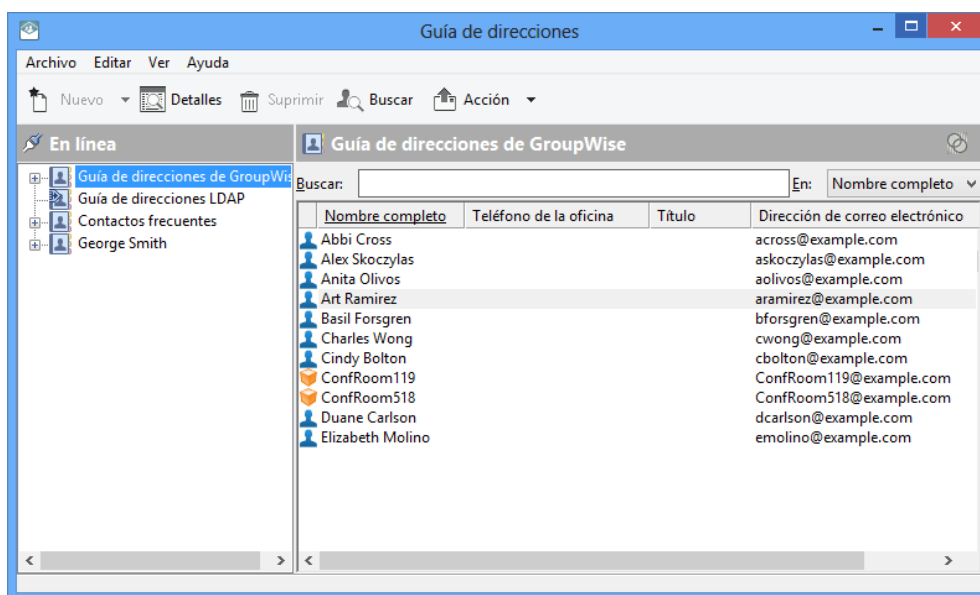 Guía de direcciones
Archivo Editar Ver Ayuda
Nuevo Detalles Suprimir Buscar Acción
En línea
Guía de direcciones de GroupWis
Guía de direcciones LDAP
Contactos frecuentes
George Smith
Guía de direcciones de GroupWise
Buscar: En: Nombre completo
Nombre completo Teléfono de la oficina Título Dirección de correo electrónico
Abbi Cross across@example.com
Alex Skoczylas askoczylas@example.com
Anita Olivos aolivos@example.com
Art Ramirez aramirez@example.com
Basil Forsgren bforsgren@example.com
Charles Wong cwong@example.com
Cindy Bolton cbolton@example.com
ConfRoom119 ConfRoom119@example.com
ConfRoom518 ConfRoom518@example.com
Duane Carlson dcarlson@example.com
Elizabeth Molino emolino@example.com